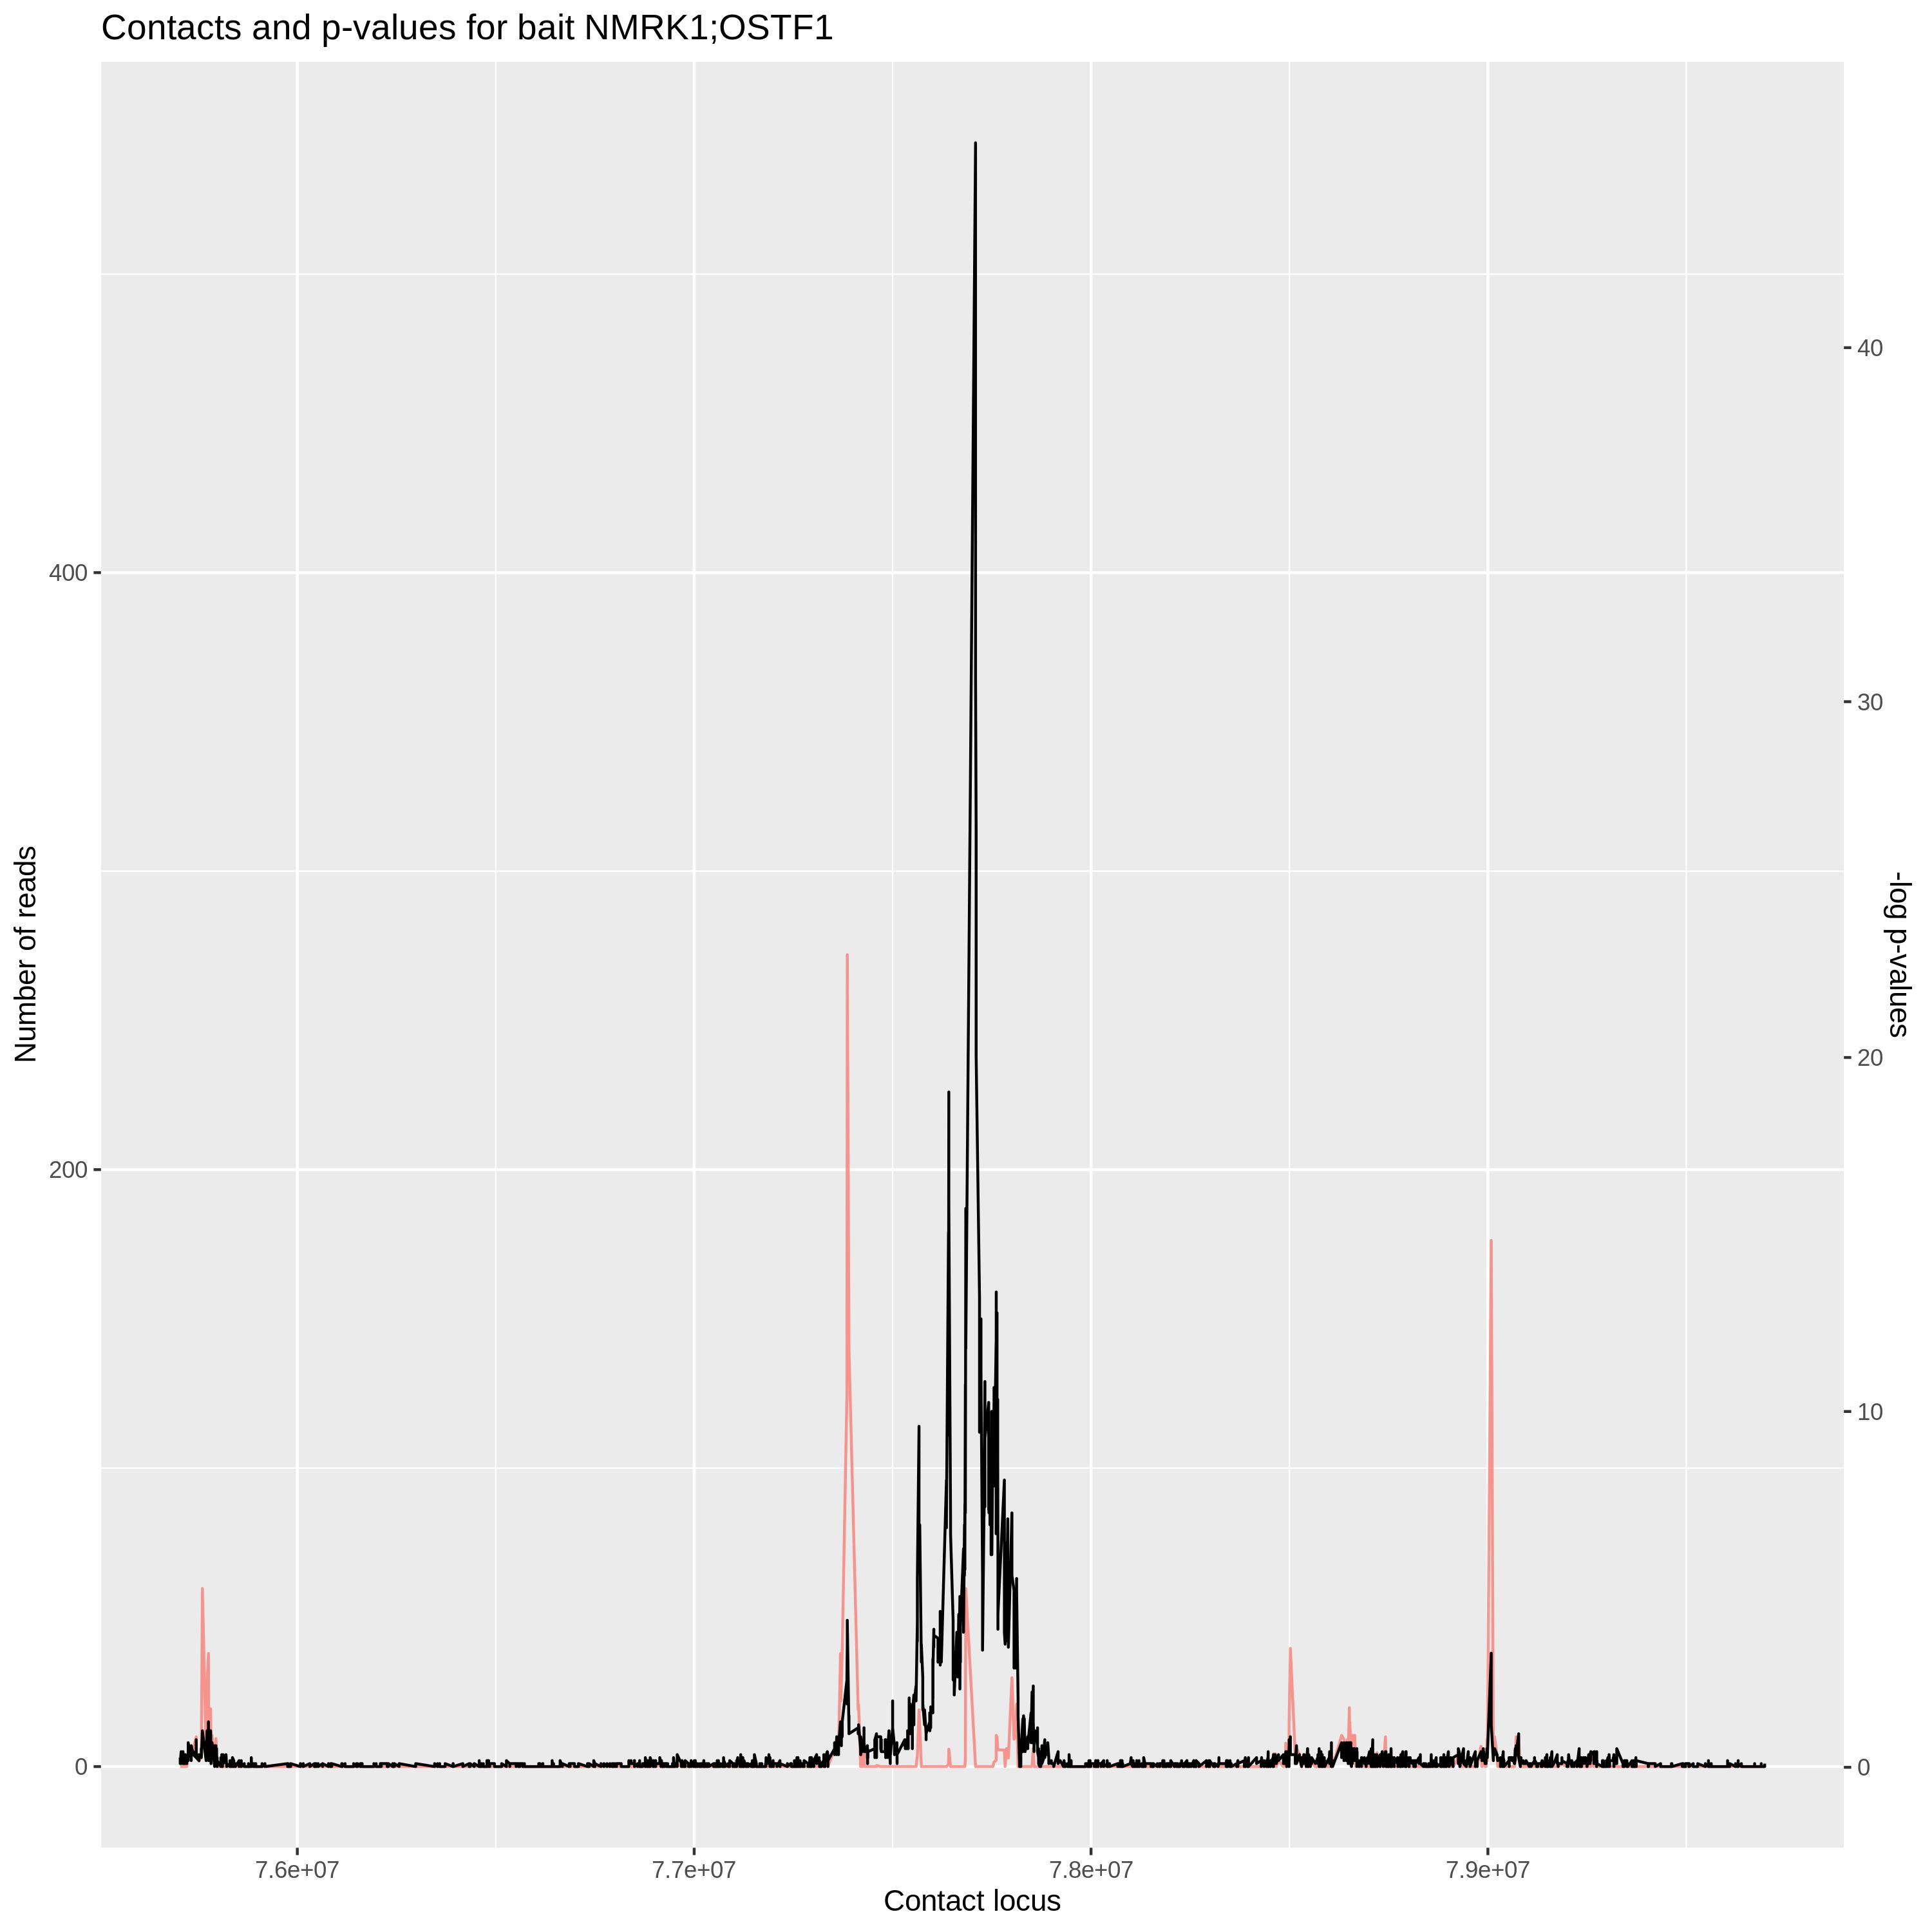 Contacts and p-values for bait NMRK1;OSTF1
Number of reads
400
200
0
40
30
20
10
0
-log p-values
7.6e+07
7.7e+07
7.8e+07
7.9e+07
Contact locus